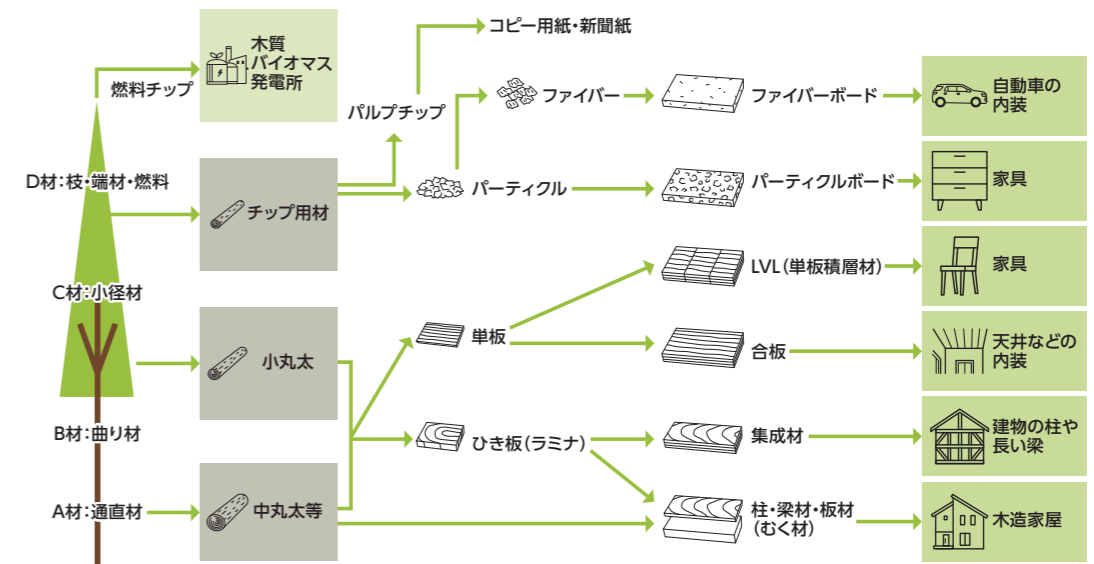 コピー用紙・新聞紙
木質
バイオマス
発電所
燃料チップ
パルプチップ
ファイバー
ファイバーボード
自動車の
内装
D材：枝・端材・燃料
チップ用材
パーティクル
パーティクルボード
家具
LVL（単板積層材）
家具
C材：小径材
小丸太
単板
合板
天井などの
内装
B材：曲り材
ひき板（ラミナ）
集成材
建物の柱や
長い梁
A材：通直材
中丸太等
柱・梁材・板材
（むく材）
木造家屋